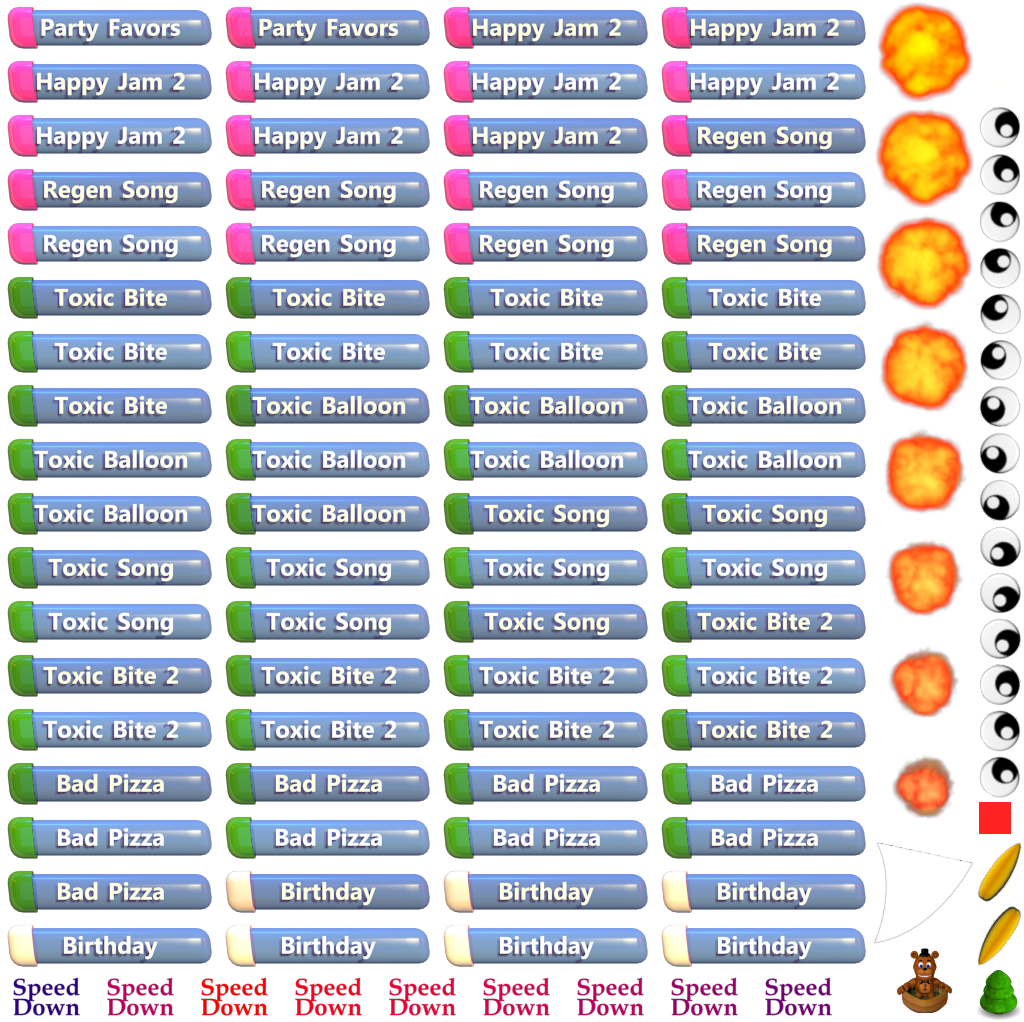 Party Favors Party Favors Happy Jam 2 Happy Jam 2
Happy Jam 2 Happy Jam 2 Happy Jam 2 Happy Jam 2
Happy Jam 2 Happy Jam 2 Happy Jam 2 Regen Song
Regen Song Regen Song Regen Song Regen Song
Regen Song Regen Song Regen Song Regen Song
Toxic Bite Toxic Bite Toxic Bite Toxic Bite
Toxic Bite Toxic Bite Toxic Bite Toxic Bite
Toxic Bite Toxic Balloon Toxic Balloon Toxic Balloon
Toxic Balloon Toxic Balloon Toxic Balloon Toxic Balloon
Toxic Balloon Toxic Balloon Toxic Song Toxic Song
Toxic Song Toxic Song Toxic Song Toxic Song
Toxic Song Toxic Song Toxic Song Toxic Bite 2
Toxic Bite 2 Toxic Bite 2 Toxic Bite 2 Toxic Bite 2
Toxic Bite 2 Toxic Bite 2 Toxic Bite 2 Toxic Bite 2
Bad Pizza Bad Pizza Bad Pizza Bad Pizza
Bad Pizza Bad Pizza Bad Pizza Bad Pizza
Bad Pizza Birthday Birthday Birthday
Birthday Birthday Birthday Birthday
Speed Speed Speed Speed Speed Speed Speed Speed Speed
Down Down Down Down Down Down Down Down Down